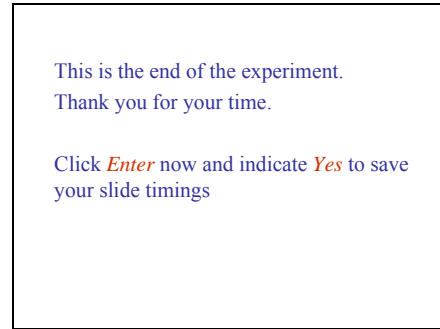 This is the end of the experiment.
Thank you for your time.
Click Enter now and indicate Yes to save
your slide timings